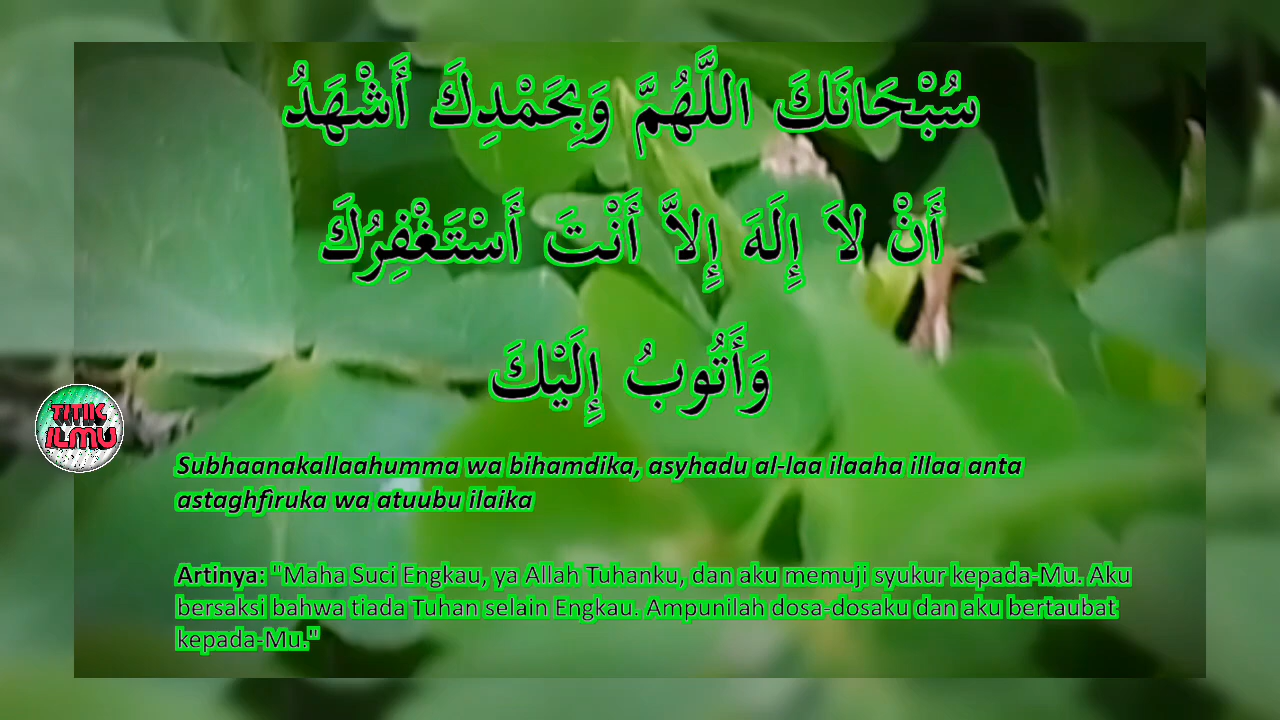 سُبْحَانَكَ اللَّهُمَّ وَبِحَمْدِكَ أَشْهَدُ
أَنْ لاَ إِلَهَ إِلاَّ أَنْتَ أَسْتَغْفِرُكَ
وَأَتُوبُ إِلَيْكَ
TITIK
ILMU
Subhaanakallaahumma wa bihamdika, asyhadu al-laa ilaaha illaa anta
astaghfiruka wa atuubu ilaika
Artinya: "Maha Suci Engkau, ya Allah Tuhanku, dan aku memuji syukur kepada-Mu. Aku
bersaksi bahwa tiada Tuhan selain Engkau. Ampunilah dosa-dosaku dan aku bertaubat
kepada-Mu."